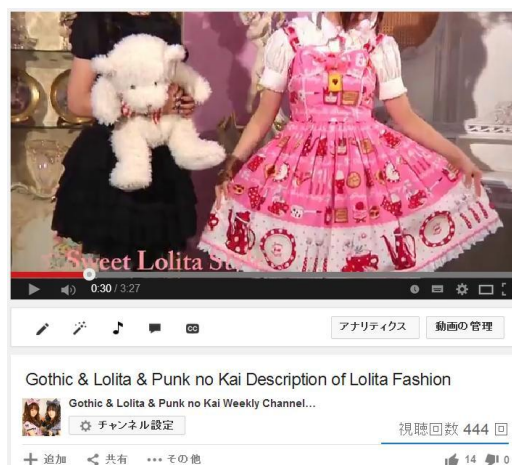 Sweet Lolita S
0:30 / 3:27
アナリティクス 動画の管理
Gothic & Lolita & Punk no Kai Description of Lolita Fashion
Gothic & Lolita & Punk no Kai Weekly Channel...
チャンネル設定
視聴回数 444 回
追加 共有 その他 14 0